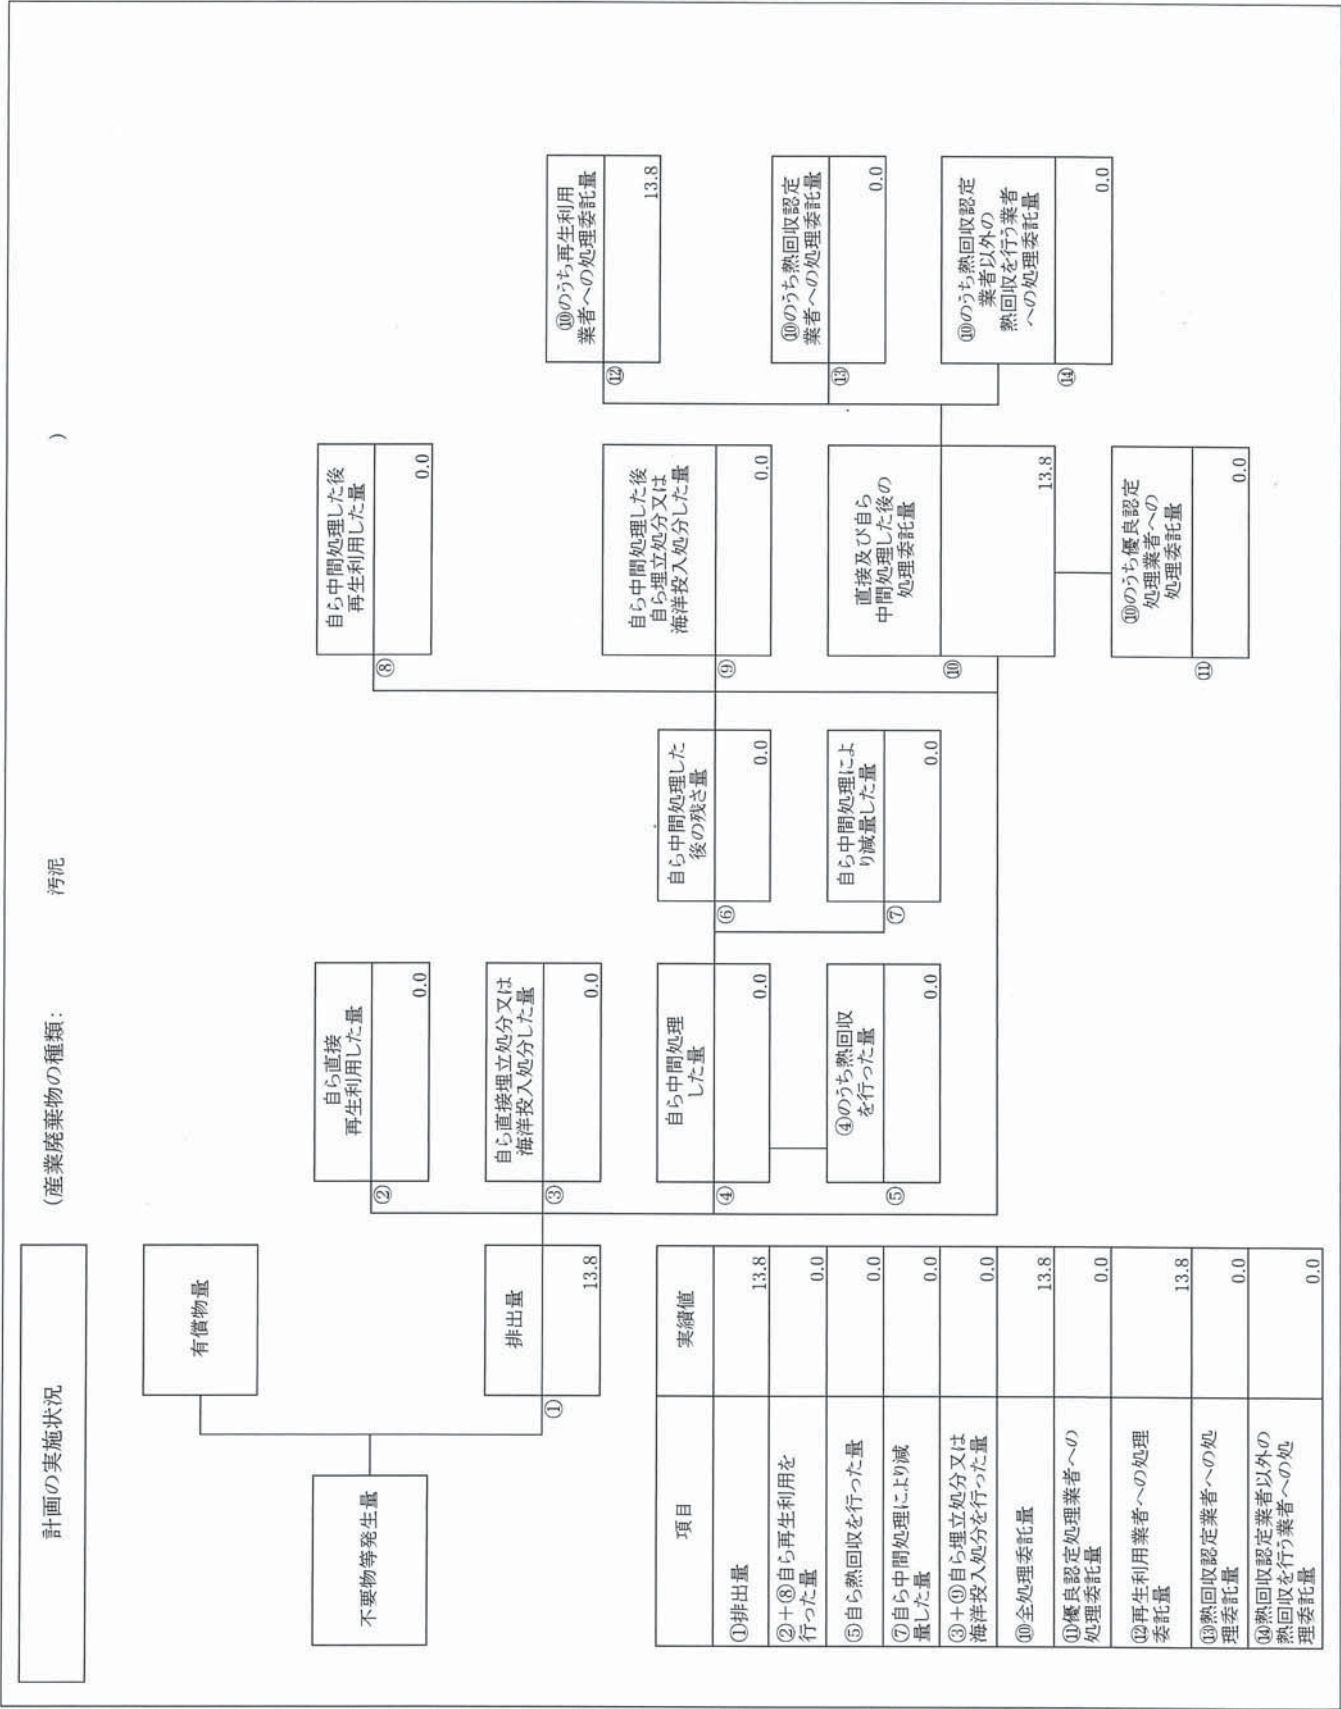 計画の実施状況
(産業廃棄物の種類: 汚泥 )
不要物等発生量
有償物量
排出量
①
13.8
自ら直接
再生利用した量
②
0.0
自ら直接埋立処分又は
海洋投入処分した量
③
0.0
自ら中間処理
した量
④
0.0
④のうち熱回収
を行った量
⑤
0.0
自ら中間処理した
後の残さ量
⑥
0.0
自ら中間処理によ
り減量した量
⑦
0.0
自ら中間処理した後
再生利用した量
⑧
0.0
自ら中間処理した後
自ら埋立処分又は
海洋投入処分した量
⑨
0.0
直接及び自ら
中間処理した後の
処理委託量
⑩
13.8
⑩のうち優良認定
処理業者への
処理委託量
⑪
0.0
⑩のうち再生利用
業者への処理委託量
⑫
13.8
⑩のうち熱回収認定
業者への処理委託量
⑬
0.0
⑩のうち熱回収認定
業者以外の
熱回収を行う業者
への処理委託量
⑭
0.0
項目 実績値
①排出量 13.8
②+⑧自ら再生利用を
行った量 0.0
⑤自ら熱回収を行った量 0.0
⑦自ら中間処理により減
量した量 0.0
③+⑨自ら埋立処分又は
海洋投入処分を行った量 0.0
⑩全処理委託量 13.8
⑪優良認定処理業者への
処理委託量 0.0
⑫再生利用業者への処理
委託量 13.8
⑬熱回収認定業者への処
理委託量 0.0
⑭熱回収認定業者以外の
熱回収を行う業者への処
理委託量 0.0